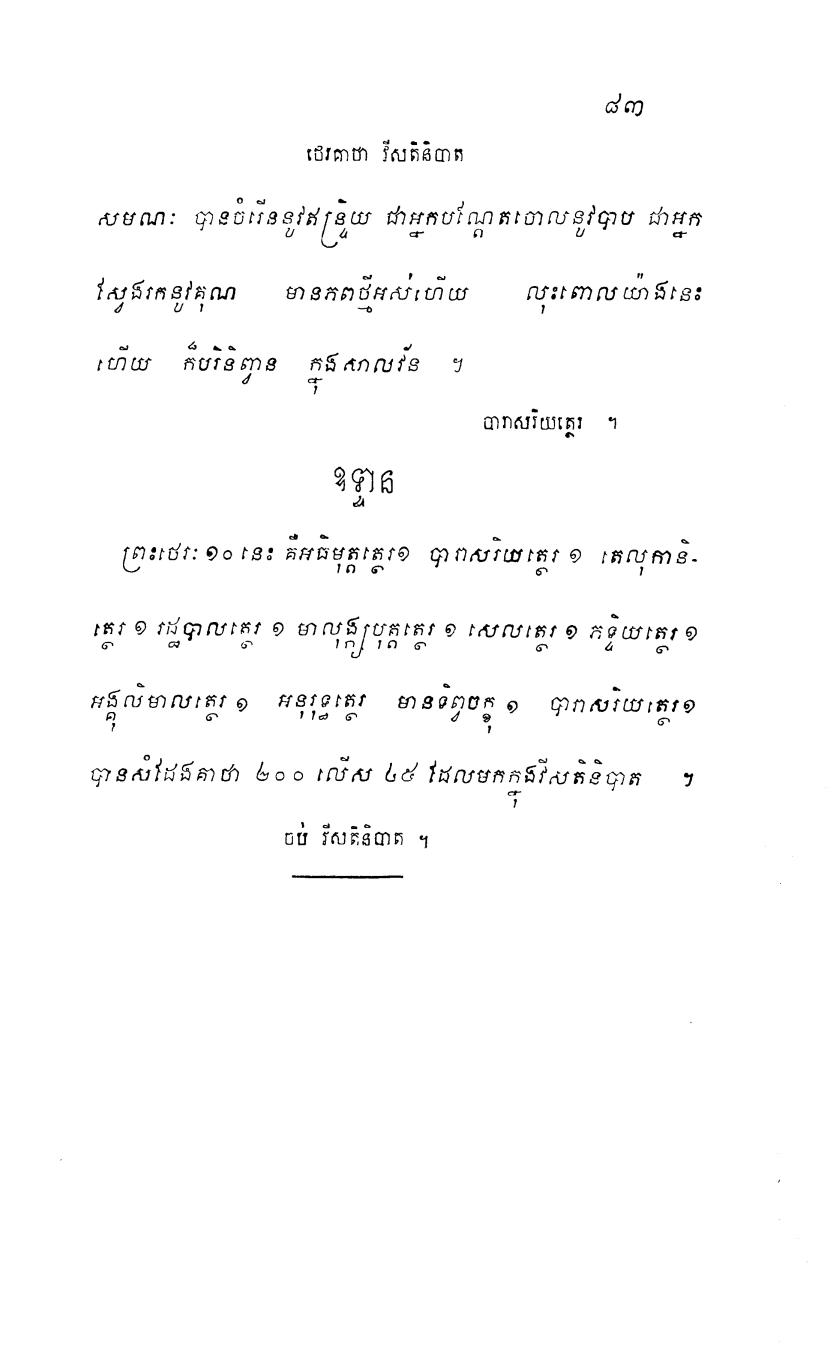 ៨៣
ថេរគាថា វីសតិនិបាត
សមណៈ បានចំរើននូវឥន្ទ្រិយ ជាអ្នកបណ្តែតចោលនូវបាប ជាអ្នក
ស្វែងរកនូវគុណ មានភពថ្មីអស់ហើយ លុះពោលយ៉ាងនេះ
ហើយ ក៏បរិនិព្វាន ក្នុងសាលវ័ន ។
បារាសរិយត្ថេរ ។
ឧទ្ទាន
ព្រះថេរៈ ១០ នេះ គឺអធិមុត្តត្ថេរ១ បារាសរិយត្ថេរ ១ តេលុកានិ-
ត្ថេរ ១ រដ្ឋបាលត្ថេរ ១ មាលុង្ក្យបុត្តត្ថេរ ១ សេលត្ថេរ ១ ភទ្ទិយត្ថេរ ១
អង្គុលិមាលត្ថេរ ១ អនុរុទ្ធត្ថេរ មានទិព្វចក្ខុ ១ បារាសរិយត្ថេរ១
បានសំដែងគាថា ២០០ លើស ៤៥ ដែលមកក្នុងវីសតិនិបាត ។
ចប់ វីសតិនិបាត ។